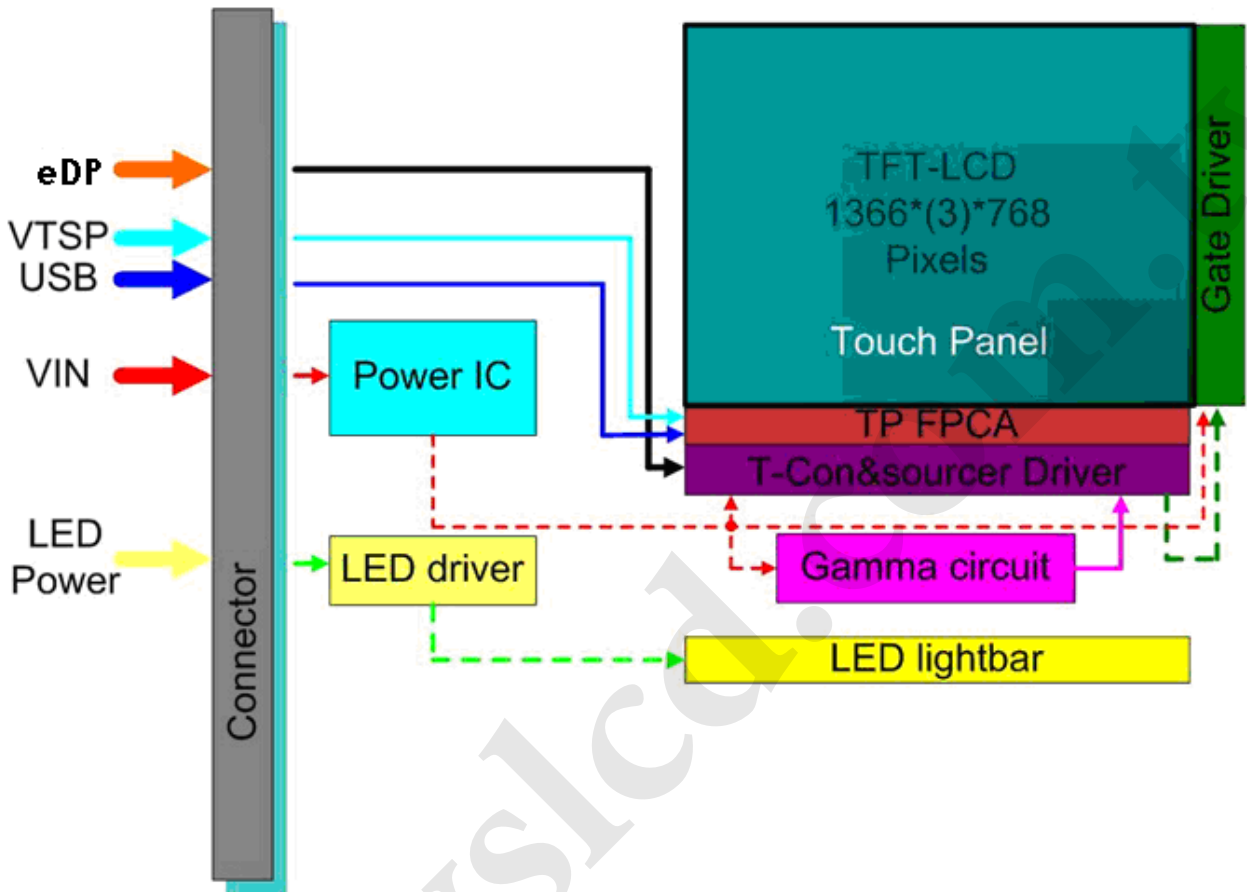 eDP
VTSP
USB
VIN
LED
Power
Connector
Power IC
LED driver
TFT-LCD
1366*(3)*768
Pixels
Touch Panel
Gate Driver
TP FPCA
T-Con&sourcer Driver
Gamma circuit
LED lightbar